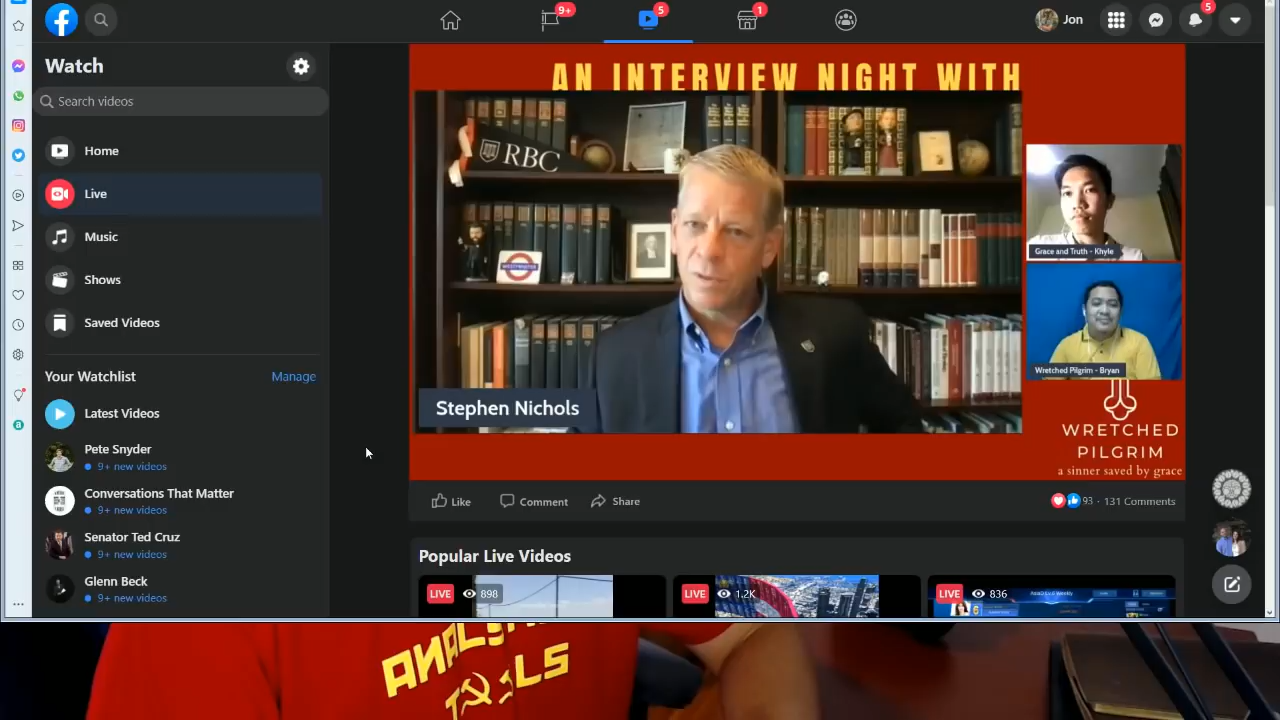 9+
5
1
Jon
5
Watch
Search videos
Home
Live
Music
Shows
Saved Videos
Your Watchlist
Manage
Latest Videos
Pete Snyder
9+ new videos
Conversations That Matter
9+ new videos
Senator Ted Cruz
9+ new videos
Glenn Beck
9+ new videos
AN INTERVIEW NIGHT WITH
RBC
WESTMINSTER
Stephen Nichols
Grace and Truth - Khyle
Wretched Pilgrim - Bryan
WRETCHED
PILGRIM
a sinner saved by grace
Like
Comment
Share
93 · 131 Comments
Popular Live Videos
LIVE
898
LIVE
1.2K
LIVE
836